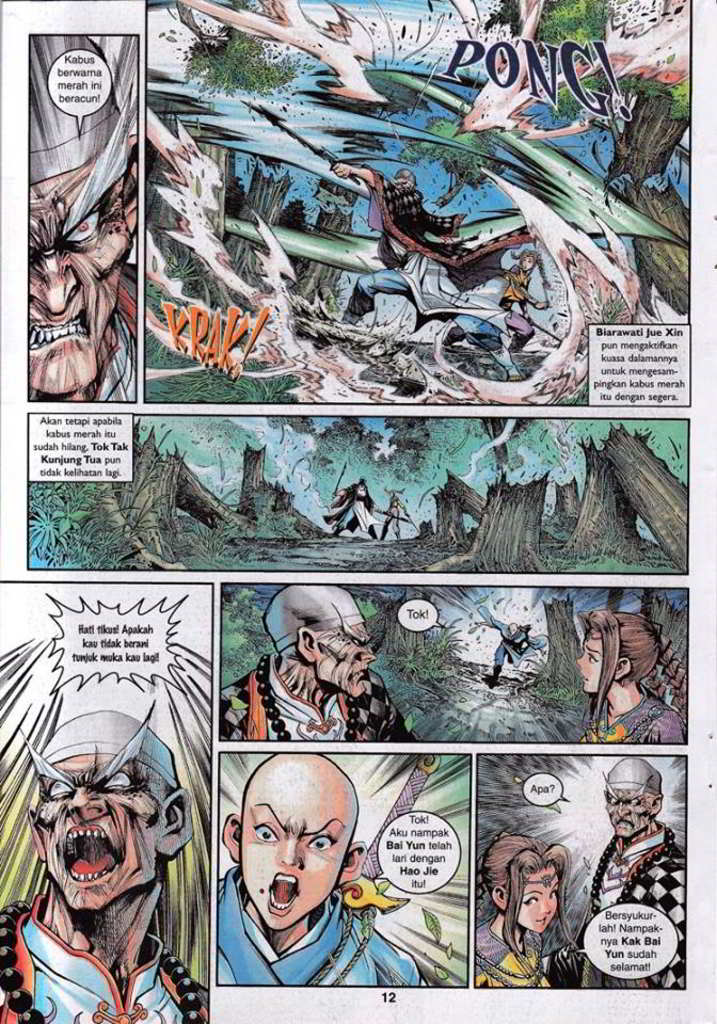 Kabus
berwarna
merah ini
beracun!
PONG!
KRAK!
Biarawati Jue Xin
pun mengaktifkan
kuasa dalamannya
untuk mengesam-
pingkan kabus merah
itu dengan segera.
Akan tetapi apabila
kabus merah itu
sudah hilang, Tok Tak
Kunjung Tua pun
tidak kelihatan lagi.
Hati tikus! Apakah
kau tidak berani
tunjuk muka kau lagi!
Tok!
Tok!
Aku nampak
Bai Yun telah
lari dengan
Hao Jie
itu!
Apa?
Bersyukur-
lah! Nampak-
nya Kak Bai
Yun sudah
selamat!
12